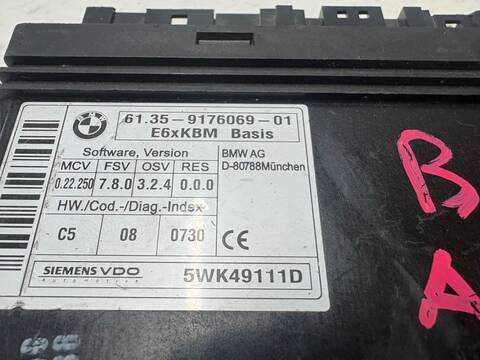 BMW
61.35 - 9176069-01
E6xKBM Basis
Software, Version
MCV FSV OSV RES
0.22.250 7.8.0 3.2.4 0.0.0
HW./Cod.-/Diag.-Index
C5 08 0730
BMW AG
D-80788München
CE
SIEMENS VDO
Automotive
5WK49111D
B
A